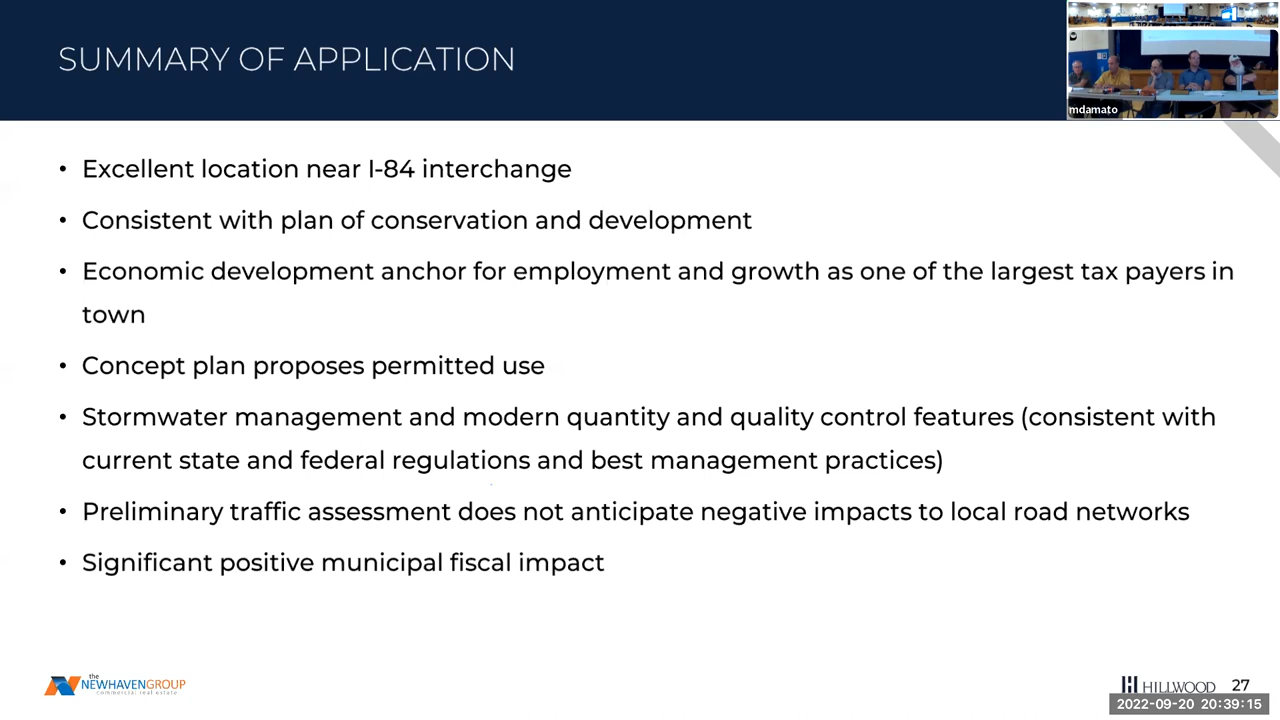 SUMMARY OF APPLICATION
mdamato
• Excellent location near I-84 interchange
• Consistent with plan of conservation and development
• Economic development anchor for employment and growth as one of the largest tax payers in
town
• Concept plan proposes permitted use
• Stormwater management and modern quantity and quality control features (consistent with
current state and federal regulations and best management practices)
• Preliminary traffic assessment does not anticipate negative impacts to local road networks
• Significant positive municipal fiscal impact
the
NEWHAVENGROUP
commercial real estate
HILLWOOD 27
2022-09-20 20:39:15